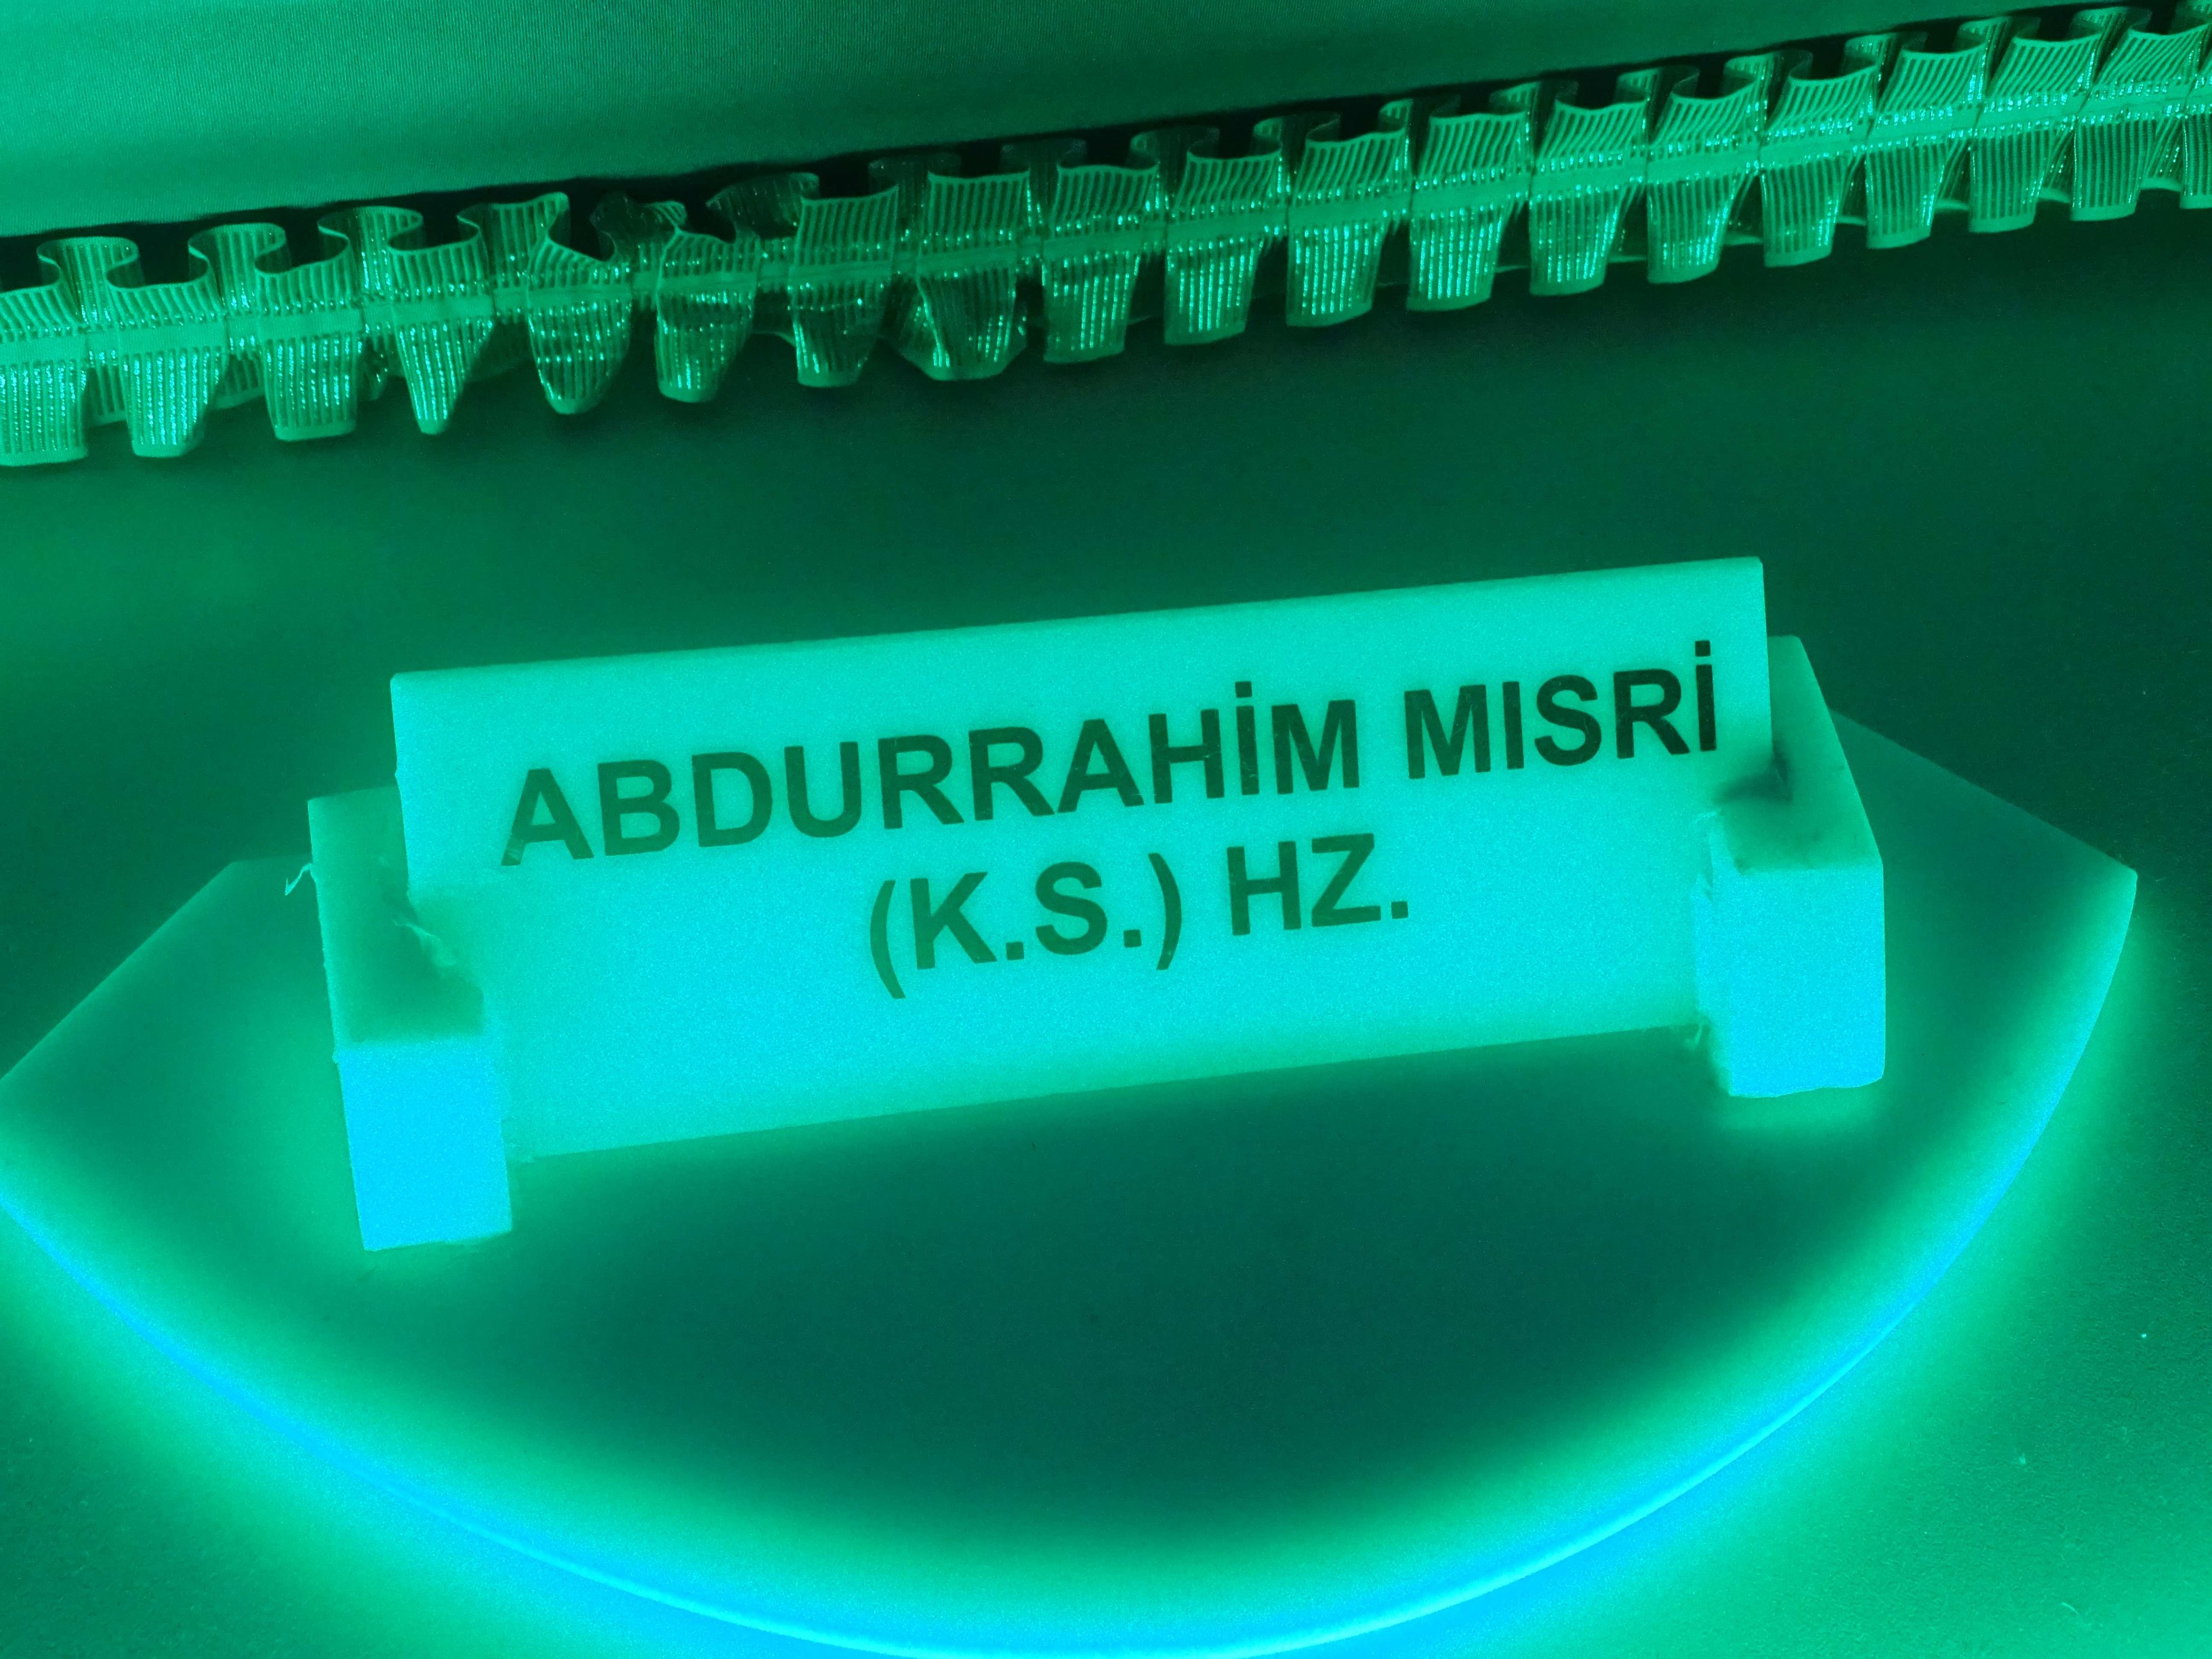 ABDURRAHİM MISRİ
(K.S.) HZ.